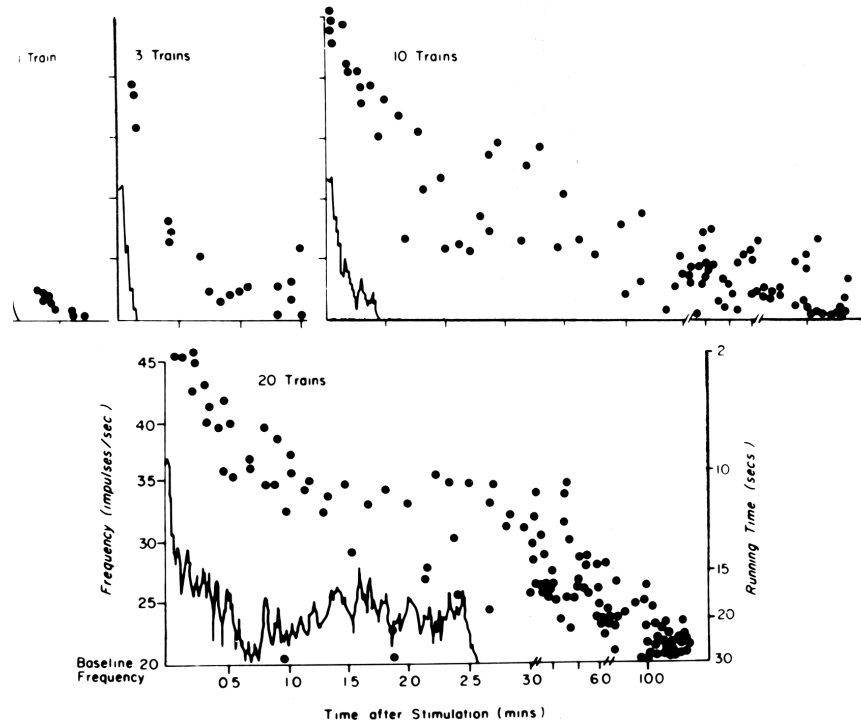 1 Train
3 Trains
10 Trains
20 Trains
Frequency (impulses/sec)
45
40
35
30
25
20
Baseline
Frequency
2
10
15
20
30
Running Time (secs)
05 10 15 20 25 30 60 100
Time after Stimulation (mins)